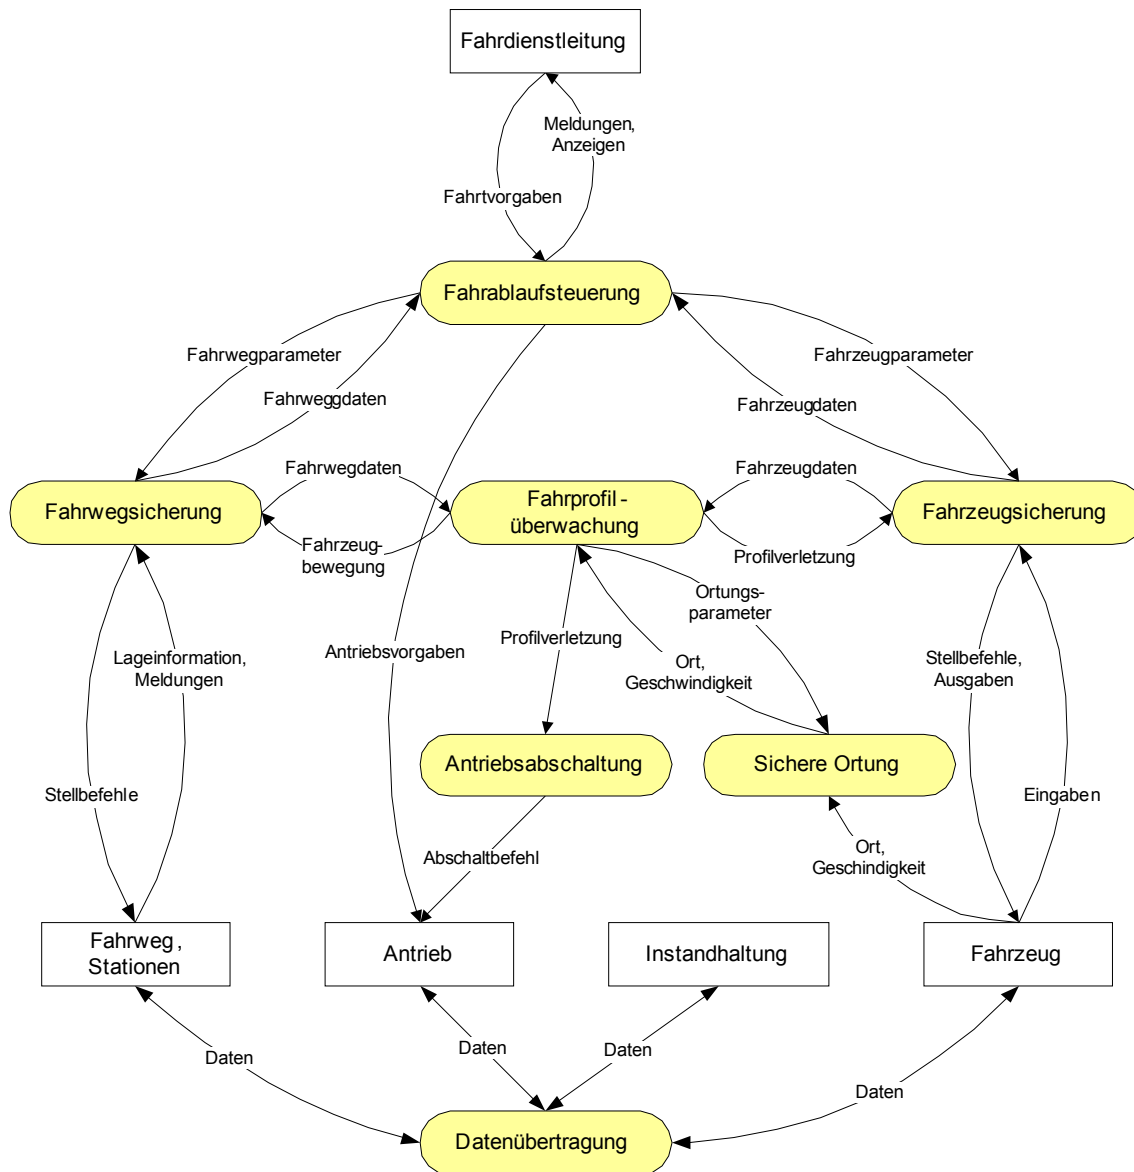 Fahrdienstleitung
Meldungen,
Anzeigen
Fahrtvorgaben
Fahrablaufsteuerung
Fahrwegparameter
Fahrzeugparameter
Fahrweggdaten
Fahrzeugdaten
Fahrwegdaten
Fahrzeugdaten
Fahrwegsicherung
Fahrprofil-
überwachung
Fahrzeugsicherung
Fahrzeug-
bewegung
Profilverletzung
Ortungs-
parameter
Profilverletzung
Antriebsvorgaben
Lageinformation,
Meldungen
Ort,
Geschwindigkeit
Stellbefehle,
Ausgaben
Antriebsabschaltung
Sichere Ortung
Stellbefehle
Eingaben
Abschaltbefehl
Ort,
Geschindigkeit
Fahrweg,
Stationen
Antrieb
Instandhaltung
Fahrzeug
Daten
Daten
Daten
Daten
Datenübertragung